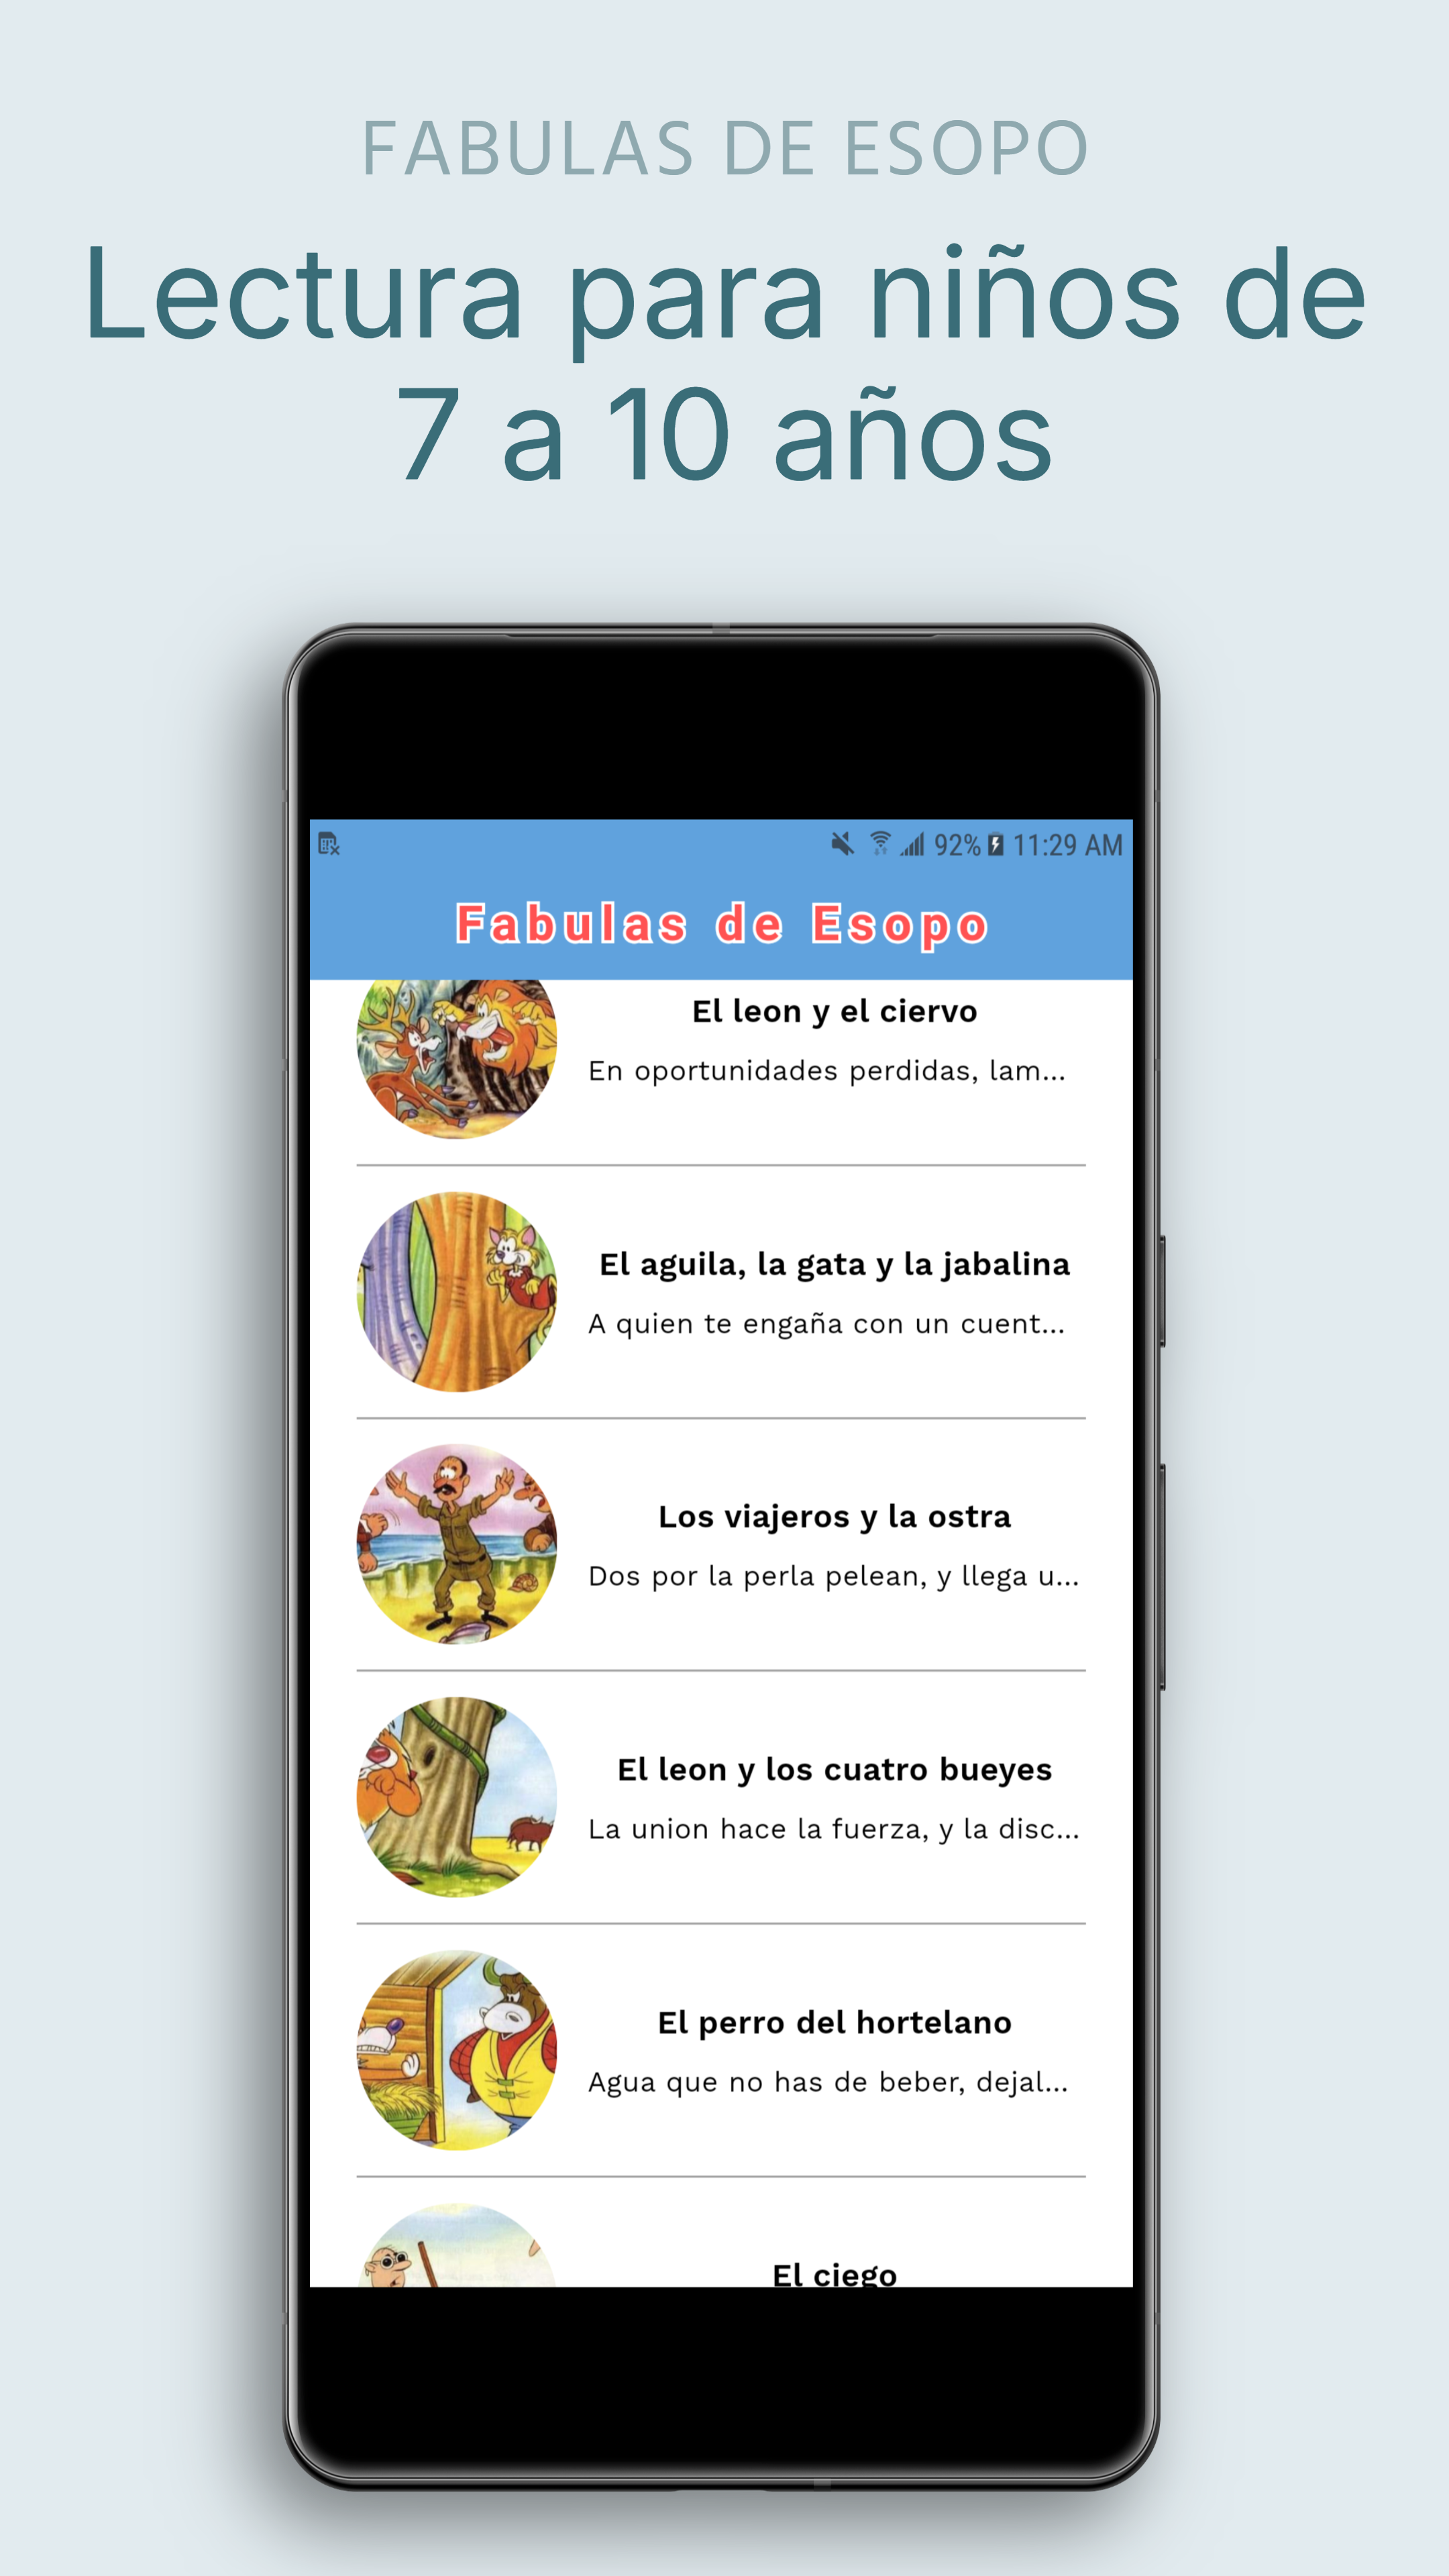 FABULAS DE ESOPO
Lectura para niños de
7 a 10 años
92% 11:29 AM
Fabulas de Esopo
El leon y el ciervo
En oportunidades perdidas, lam...
El aguila, la gata y la jabalina
A quien te engaña con un cuent...
Los viajeros y la ostra
Dos por la perla pelean, y llega u...
El leon y los cuatro bueyes
La union hace la fuerza, y la disc...
El perro del hortelano
Agua que no has de beber, dejal...
El ciego